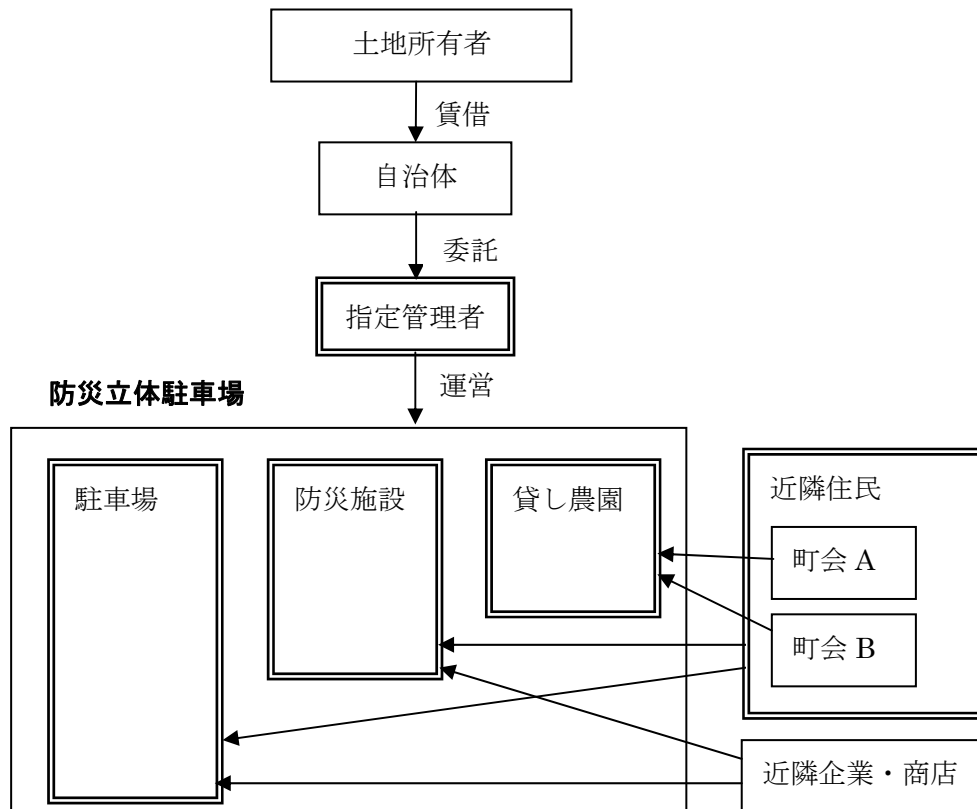 土地所有者
賃借
自治体
委託
指定管理者
運営
防災立体駐車場
駐車場
防災施設
貸し農園
近隣住民
町会 A
町会 B
近隣企業・商店